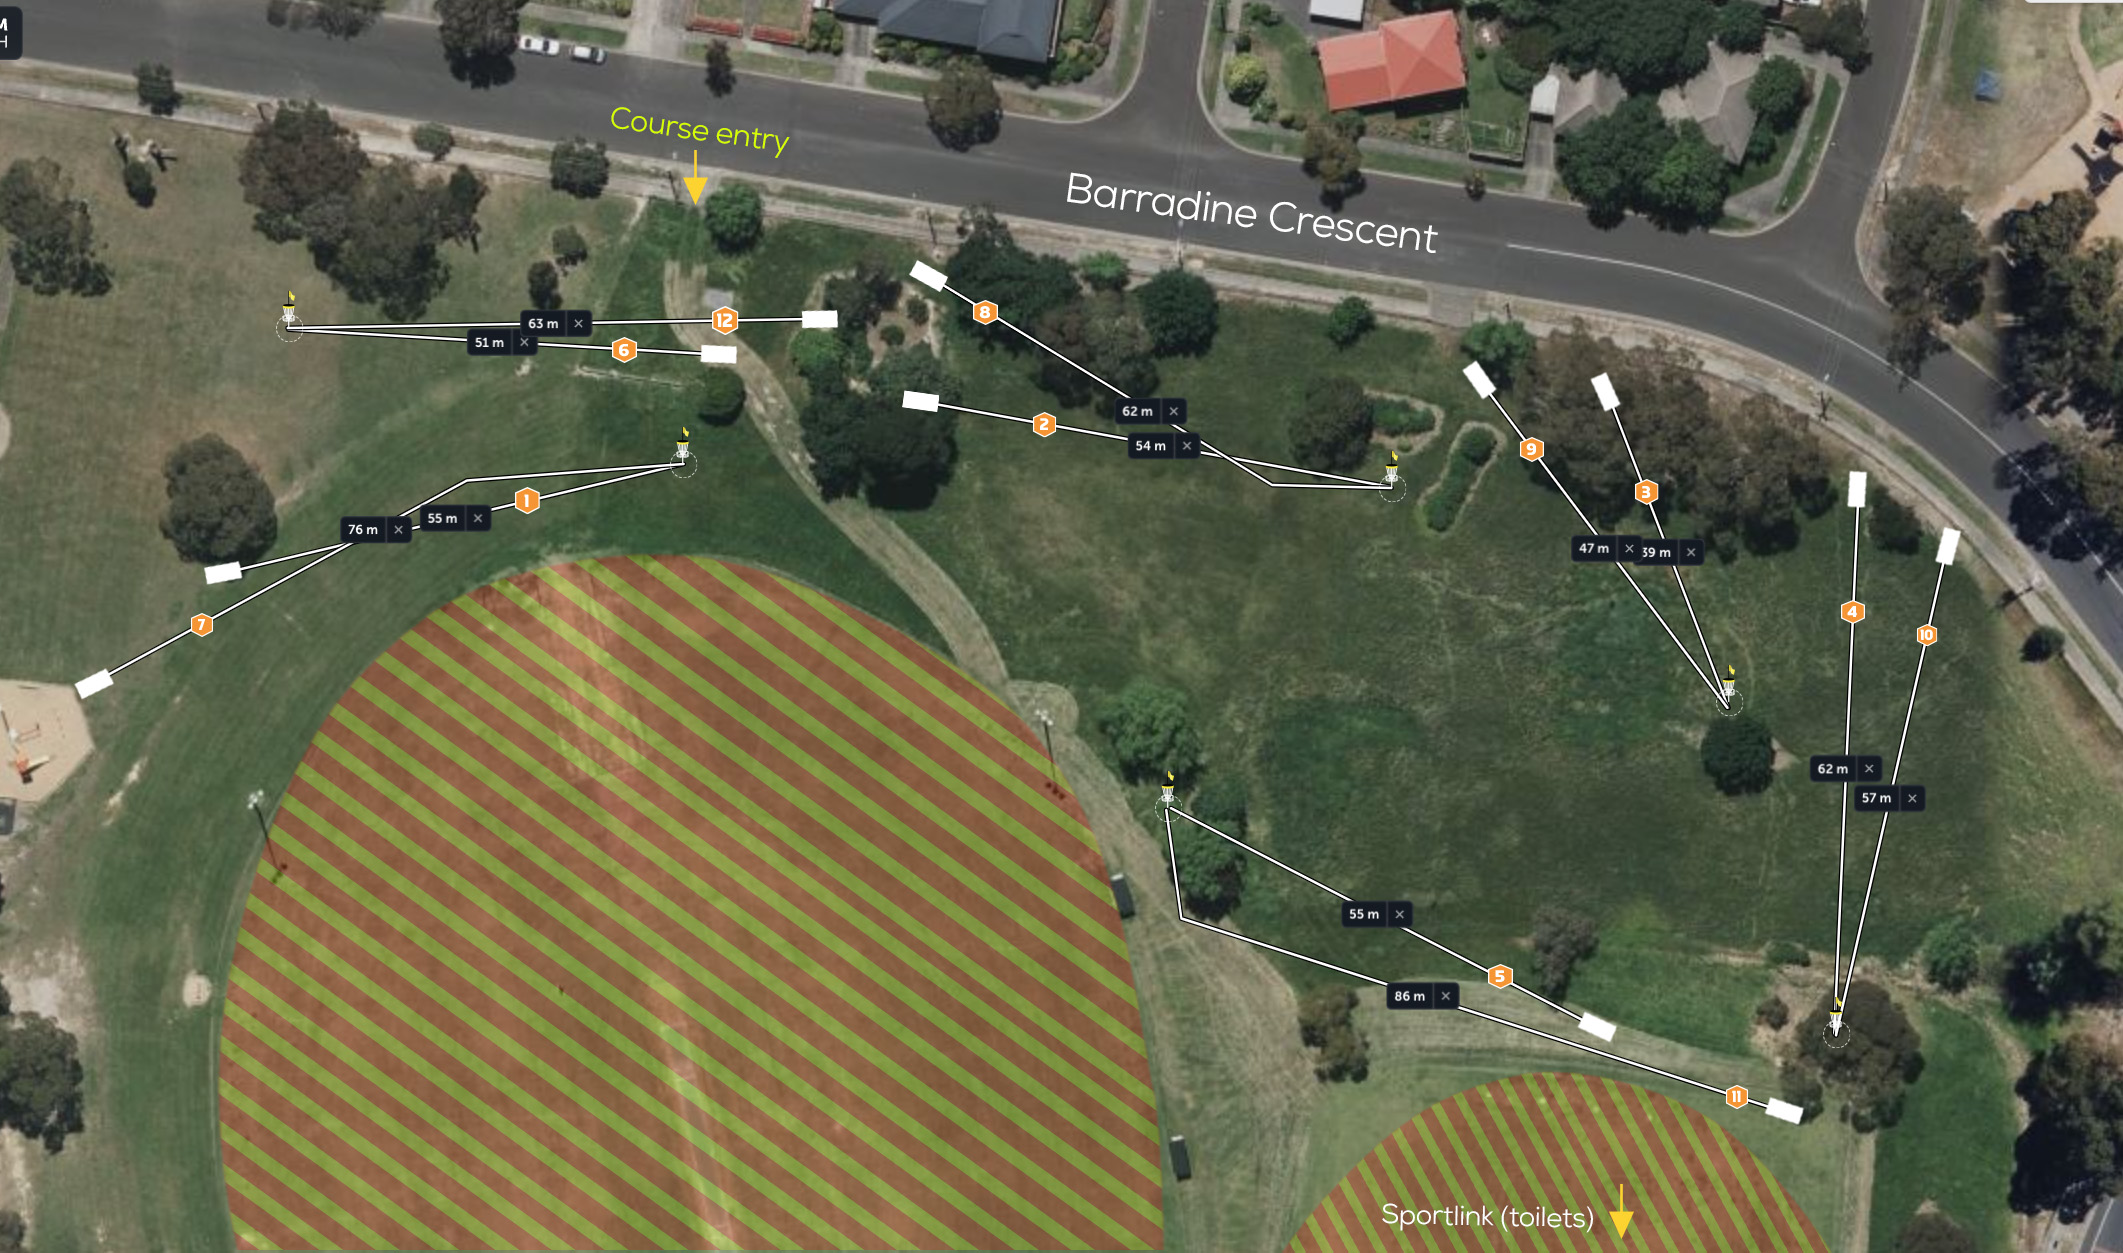 M
H
Course entry
Barradine Crescent
8
63 m ×
12
51 m ×
6
62 m ×
2
54 m ×
9
3
1
55 m ×
76 m ×
47 m ×
39 m ×
4
10
7
62 m ×
57 m ×
55 m ×
5
86 m ×
11
Sportlink (toilets)